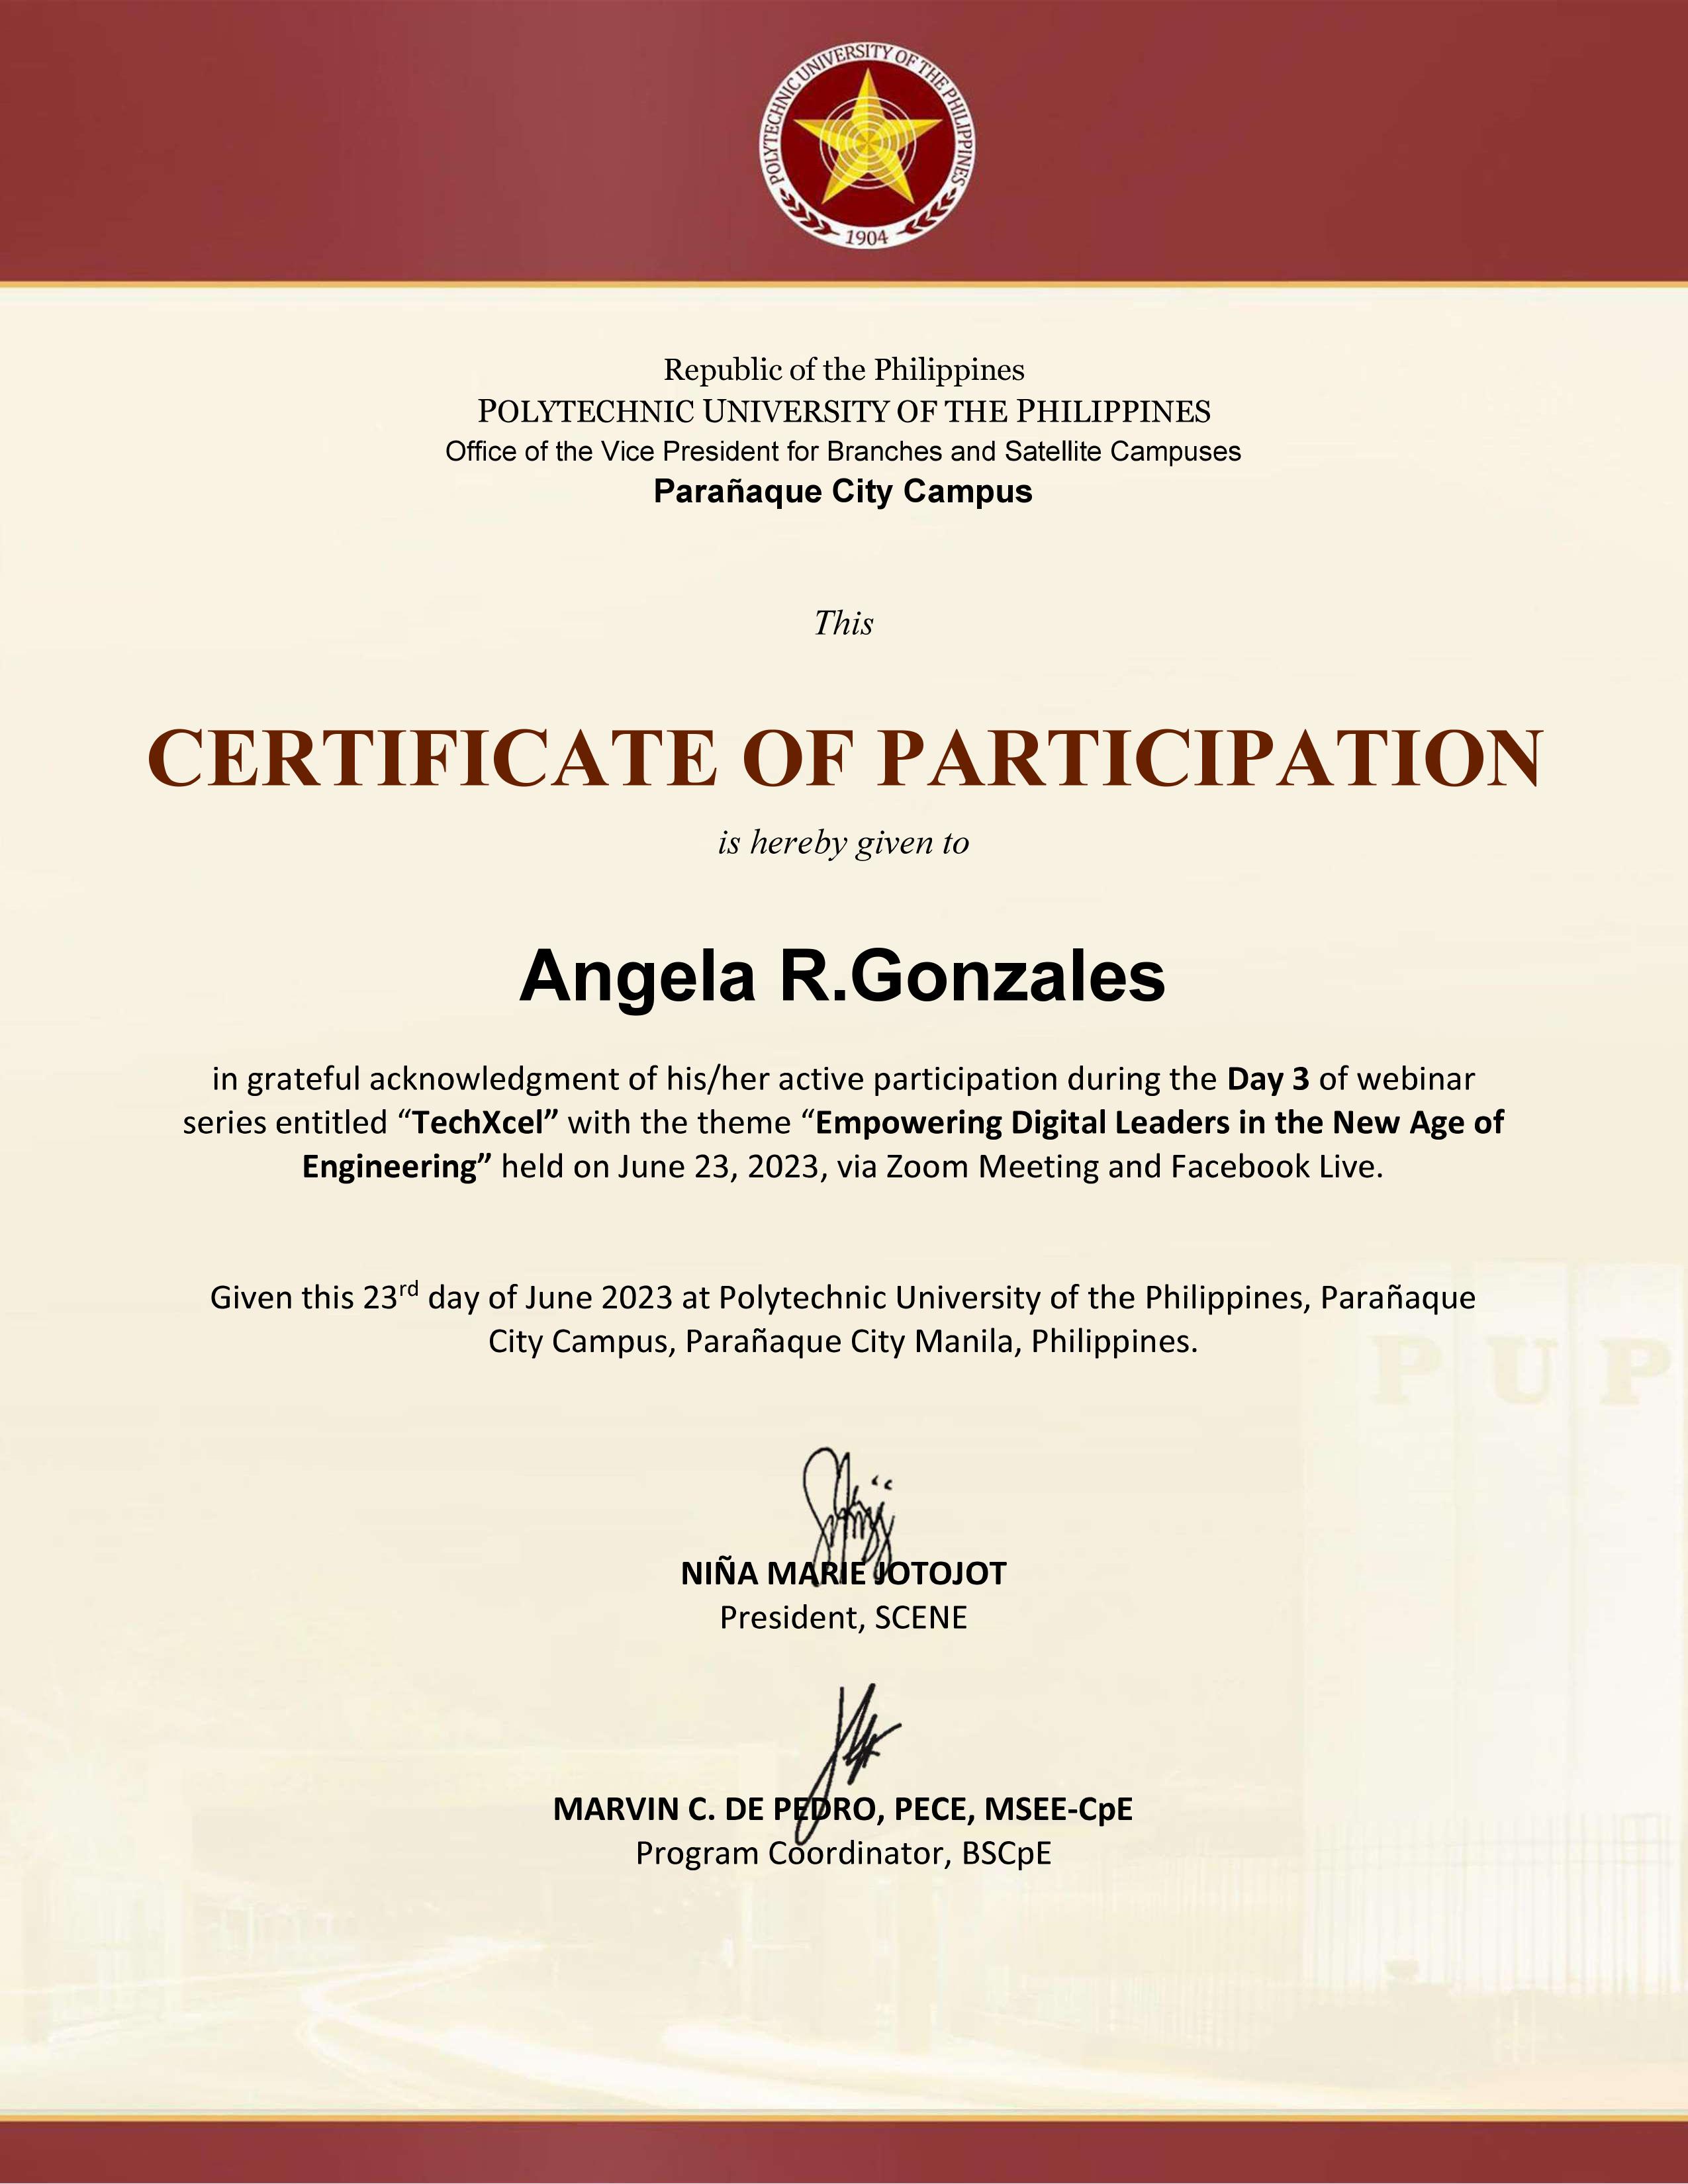 POLYTECHNIC UNIVERSITY OF THE PHILIPPINES
1904
Republic of the Philippines
POLYTECHNIC UNIVERSITY OF THE PHILIPPINES
Office of the Vice President for Branches and Satellite Campuses
Parañaque City Campus
This
CERTIFICATE OF PARTICIPATION
is hereby given to
Angela R.Gonzales
in grateful acknowledgment of his/her active participation during the Day 3 of webinar
series entitled “TechXcel” with the theme “Empowering Digital Leaders in the New Age of
Engineering” held on June 23, 2023, via Zoom Meeting and Facebook Live.
Given this 23rd day of June 2023 at Polytechnic University of the Philippines, Parañaque
City Campus, Parañaque City Manila, Philippines.
PUP
NIÑA MARIE JOTOJOT
President, SCENE
MARVIN C. DE PEDRO, PECE, MSEE-CpE
Program Coordinator, BSCpE